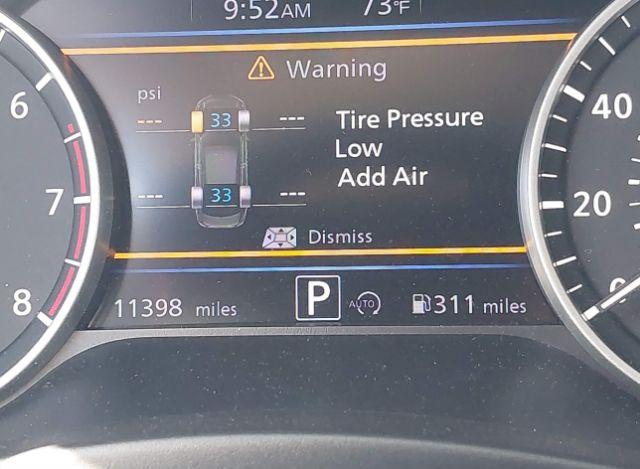 9:52AM 73°F
Warning
psi
--- 33 ---
Tire Pressure
Low
Add Air
--- 33 ---
Dismiss
11398 miles P AUTO 311 miles
6
7
8
40
20
0